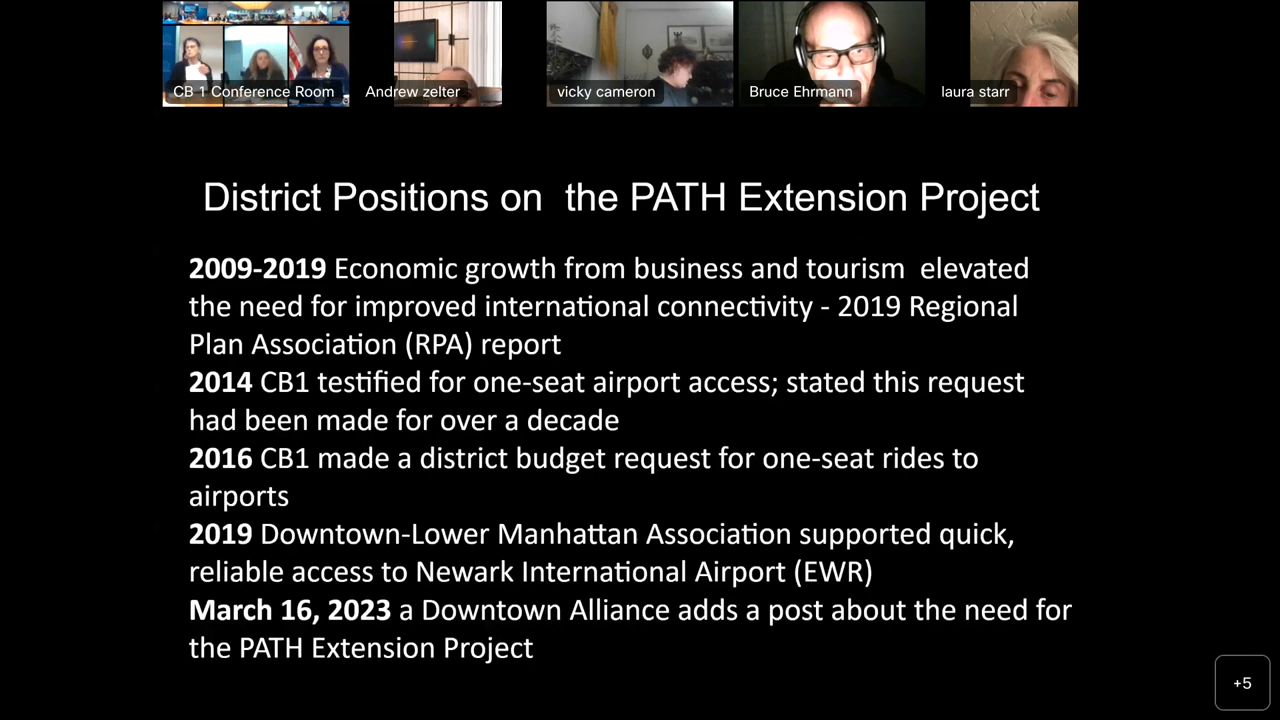 CB 1 Conference Room
Andrew zelter
vicky cameron
Bruce Ehrmann
laura starr
District Positions on  the PATH Extension Project
2009-2019 Economic growth from business and tourism  elevated
the need for improved international connectivity - 2019 Regional
Plan Association (RPA) report
2014 CB1 testified for one-seat airport access; stated this request
had been made for over a decade
2016 CB1 made a district budget request for one-seat rides to
airports
2019 Downtown-Lower Manhattan Association supported quick,
reliable access to Newark International Airport (EWR)
March 16, 2023 a Downtown Alliance adds a post about the need for
the PATH Extension Project
+5